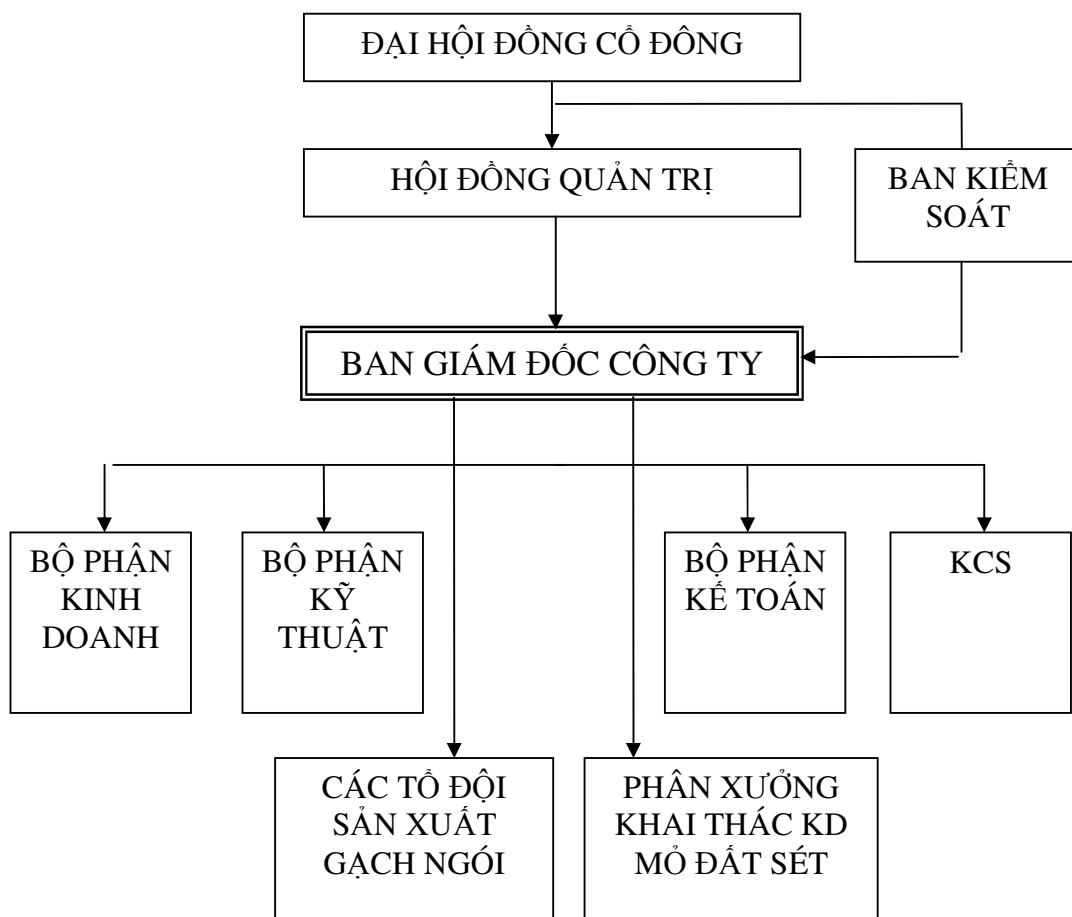 ĐẠI HỘI ĐỒNG CỔ ĐÔNG
HỘI ĐỒNG QUẢN TRỊ
BAN KIỂM
SOÁT
BAN GIÁM ĐỐC CÔNG TY
BỘ PHẬN
KINH
DOANH
BỘ PHẬN
KỸ
THUẬT
BỘ PHẬN
KẾ TOÁN
KCS
CÁC TỔ ĐỘI
SẢN XUẤT
GẠCH NGÓI
PHÂN XƯỞNG
KHAI THÁC KD
MỎ ĐẤT SÉT